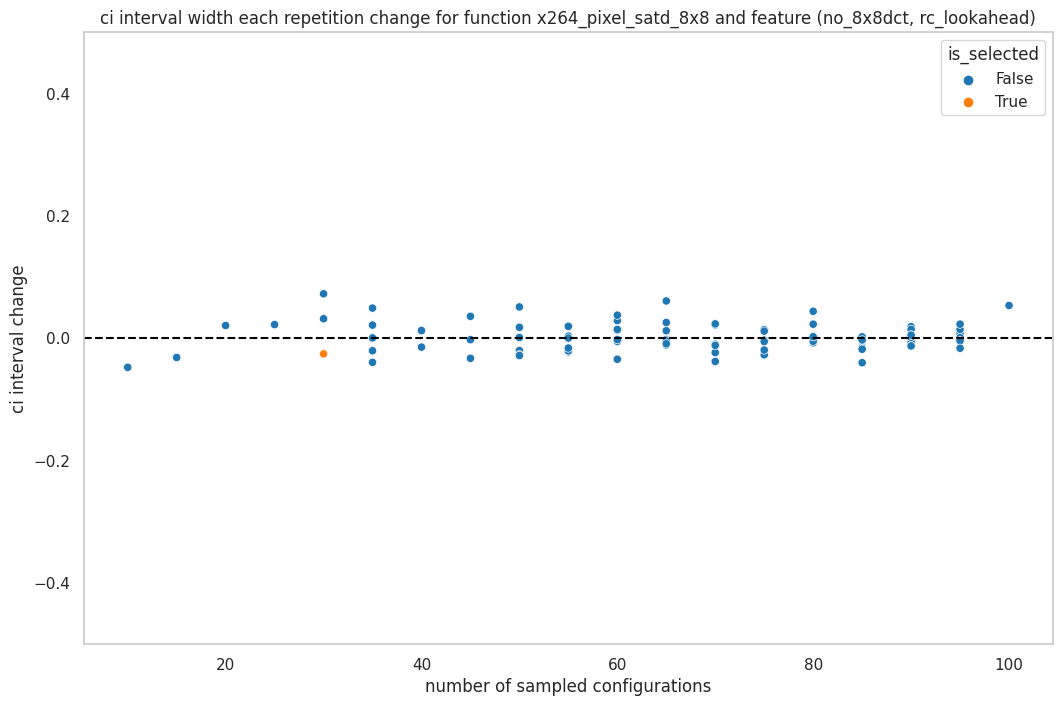 ci interval width each repetition change for function x264_pixel_satd_8x8 and feature (no_8x8dct, rc_lookahead)
is_selected
False
True
ci interval change
0.4
0.2
0.0
−0.2
−0.4
20 40 60 80 100
number of sampled configurations